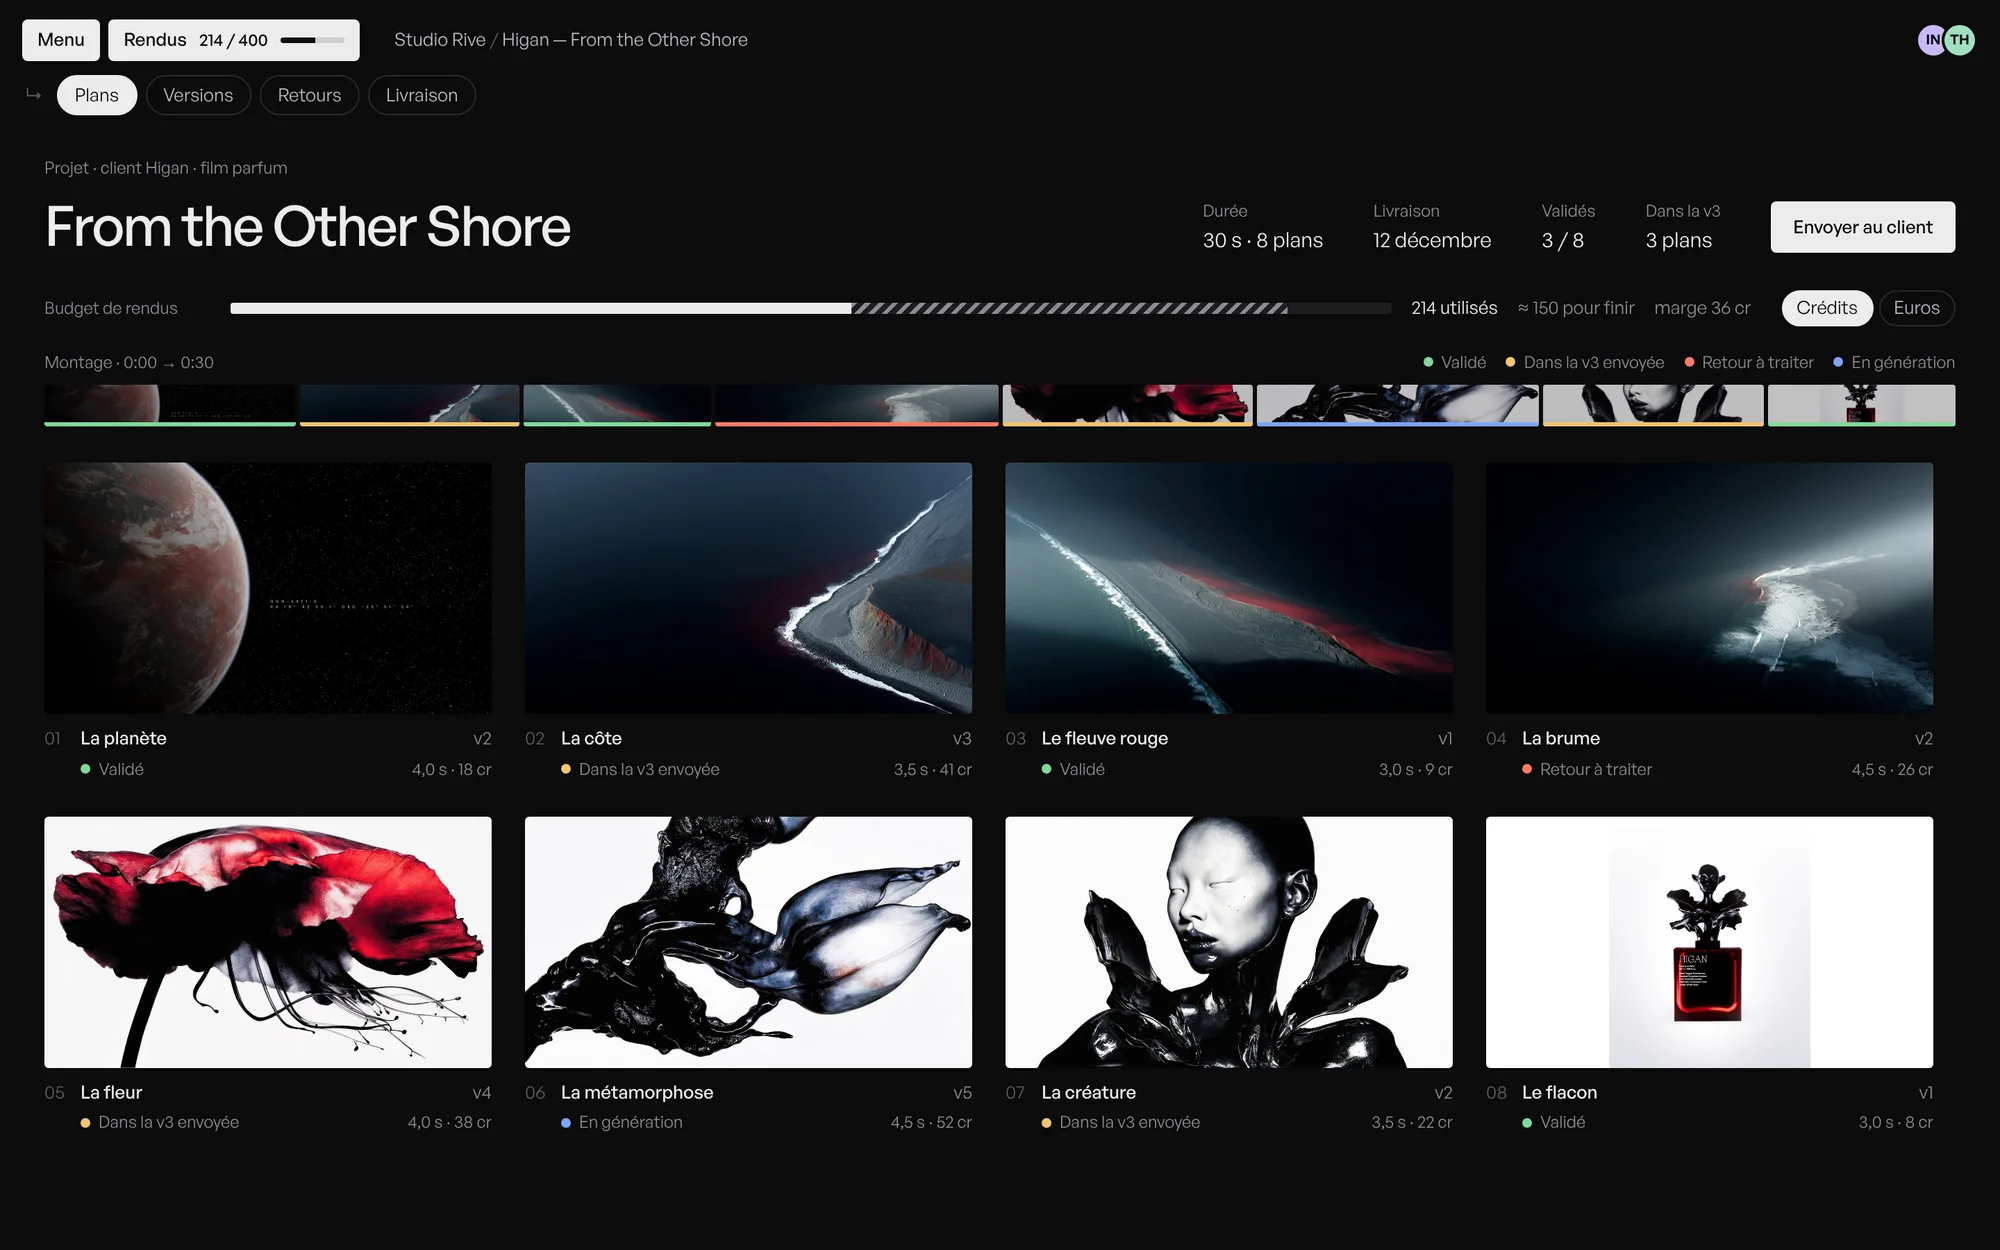 Menu
Rendus 214 / 400
Studio Rive / Higan — From the Other Shore
IN TH
Plans
Versions
Retours
Livraison
Projet · client Higan · film parfum
From the Other Shore
Durée
30 s · 8 plans
Livraison
12 décembre
Validés
3 / 8
Dans la v3
3 plans
Envoyer au client
Budget de rendus
214 utilisés
≈ 150 pour finir
marge 36 cr
Crédits
Euros
Montage · 0:00 → 0:30
Validé
Dans la v3 envoyée
Retour à traiter
En génération
01 La planète v2
Validé 4,0 s · 18 cr
02 La côte v3
Dans la v3 envoyée 3,5 s · 41 cr
03 Le fleuve rouge v1
Validé 3,0 s · 9 cr
04 La brume v2
Retour à traiter 4,5 s · 26 cr
HIGAN
05 La fleur v4
Dans la v3 envoyée 4,0 s · 38 cr
06 La métamorphose v5
En génération 4,5 s · 52 cr
07 La créature v2
Dans la v3 envoyée 3,5 s · 22 cr
08 Le flacon v1
Validé 3,0 s · 8 cr